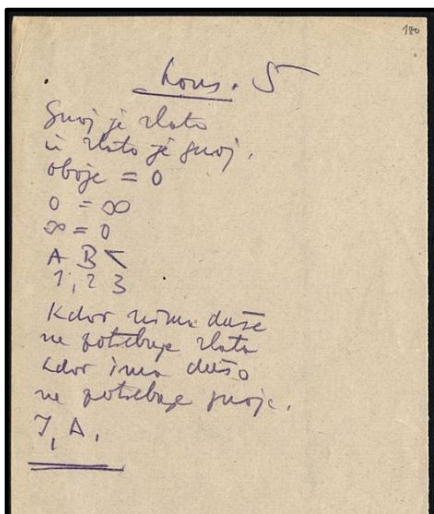 180
Kons. 5
Gnoj je zlato
in zlato je gnoj.
oboje = 0
0 = ∞
∞ = 0
A B <
1, 2 3
Kdor nima duše
ne potrebuje zlata
kdor ima dušo
ne potrebuje gnoja.
I, A.